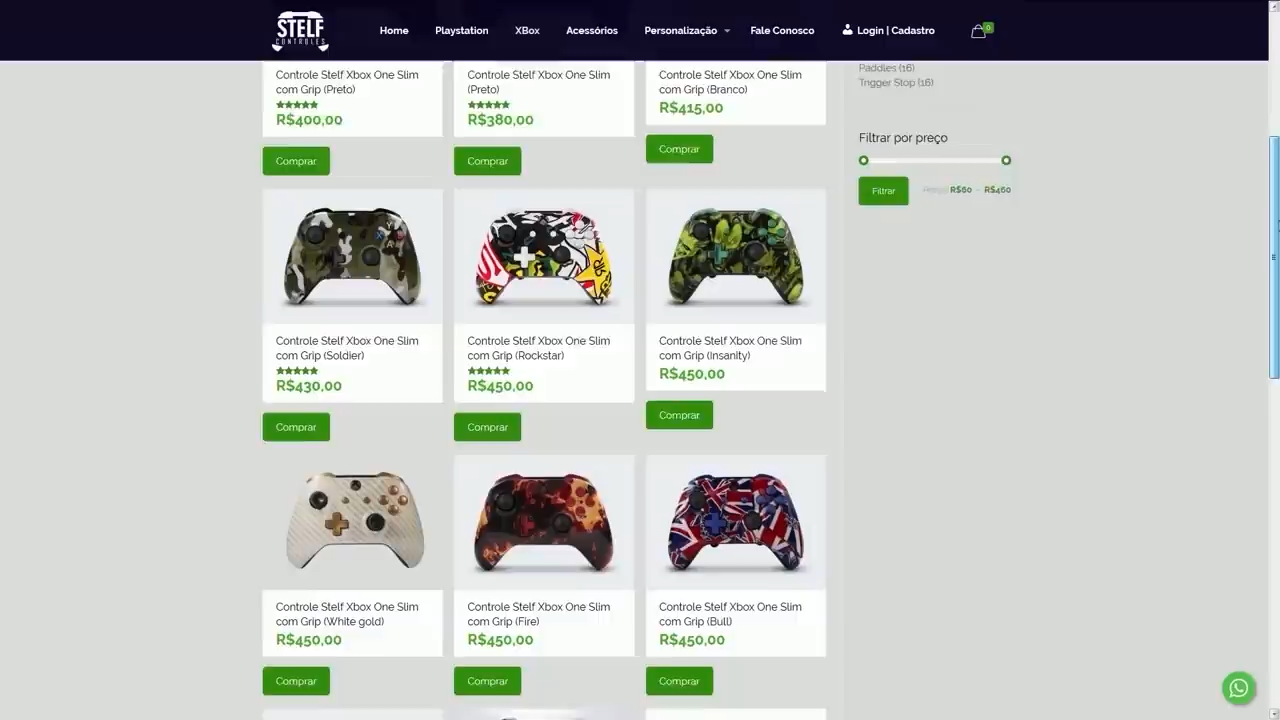 STELF
CONTROLES
Home
Playstation
XBox
Acessórios
Personalização
Fale Conosco
Login | Cadastro
0
Controle Stelf Xbox One Slim
com Grip (Preto)
R$400,00
Comprar
Controle Stelf Xbox One Slim
(Preto)
R$380,00
Comprar
Controle Stelf Xbox One Slim
com Grip (Branco)
R$415,00
Comprar
Paddles (16)
Trigger Stop (16)
Filtrar por preço
Filtrar
Preço: R$60 — R$460
Controle Stelf Xbox One Slim
com Grip (Soldier)
R$430,00
Comprar
Controle Stelf Xbox One Slim
com Grip (Rockstar)
R$450,00
Comprar
Controle Stelf Xbox One Slim
com Grip (Insanity)
R$450,00
Comprar
Controle Stelf Xbox One Slim
com Grip (White gold)
R$450,00
Comprar
Controle Stelf Xbox One Slim
com Grip (Fire)
R$450,00
Comprar
Controle Stelf Xbox One Slim
com Grip (Bull)
R$450,00
Comprar